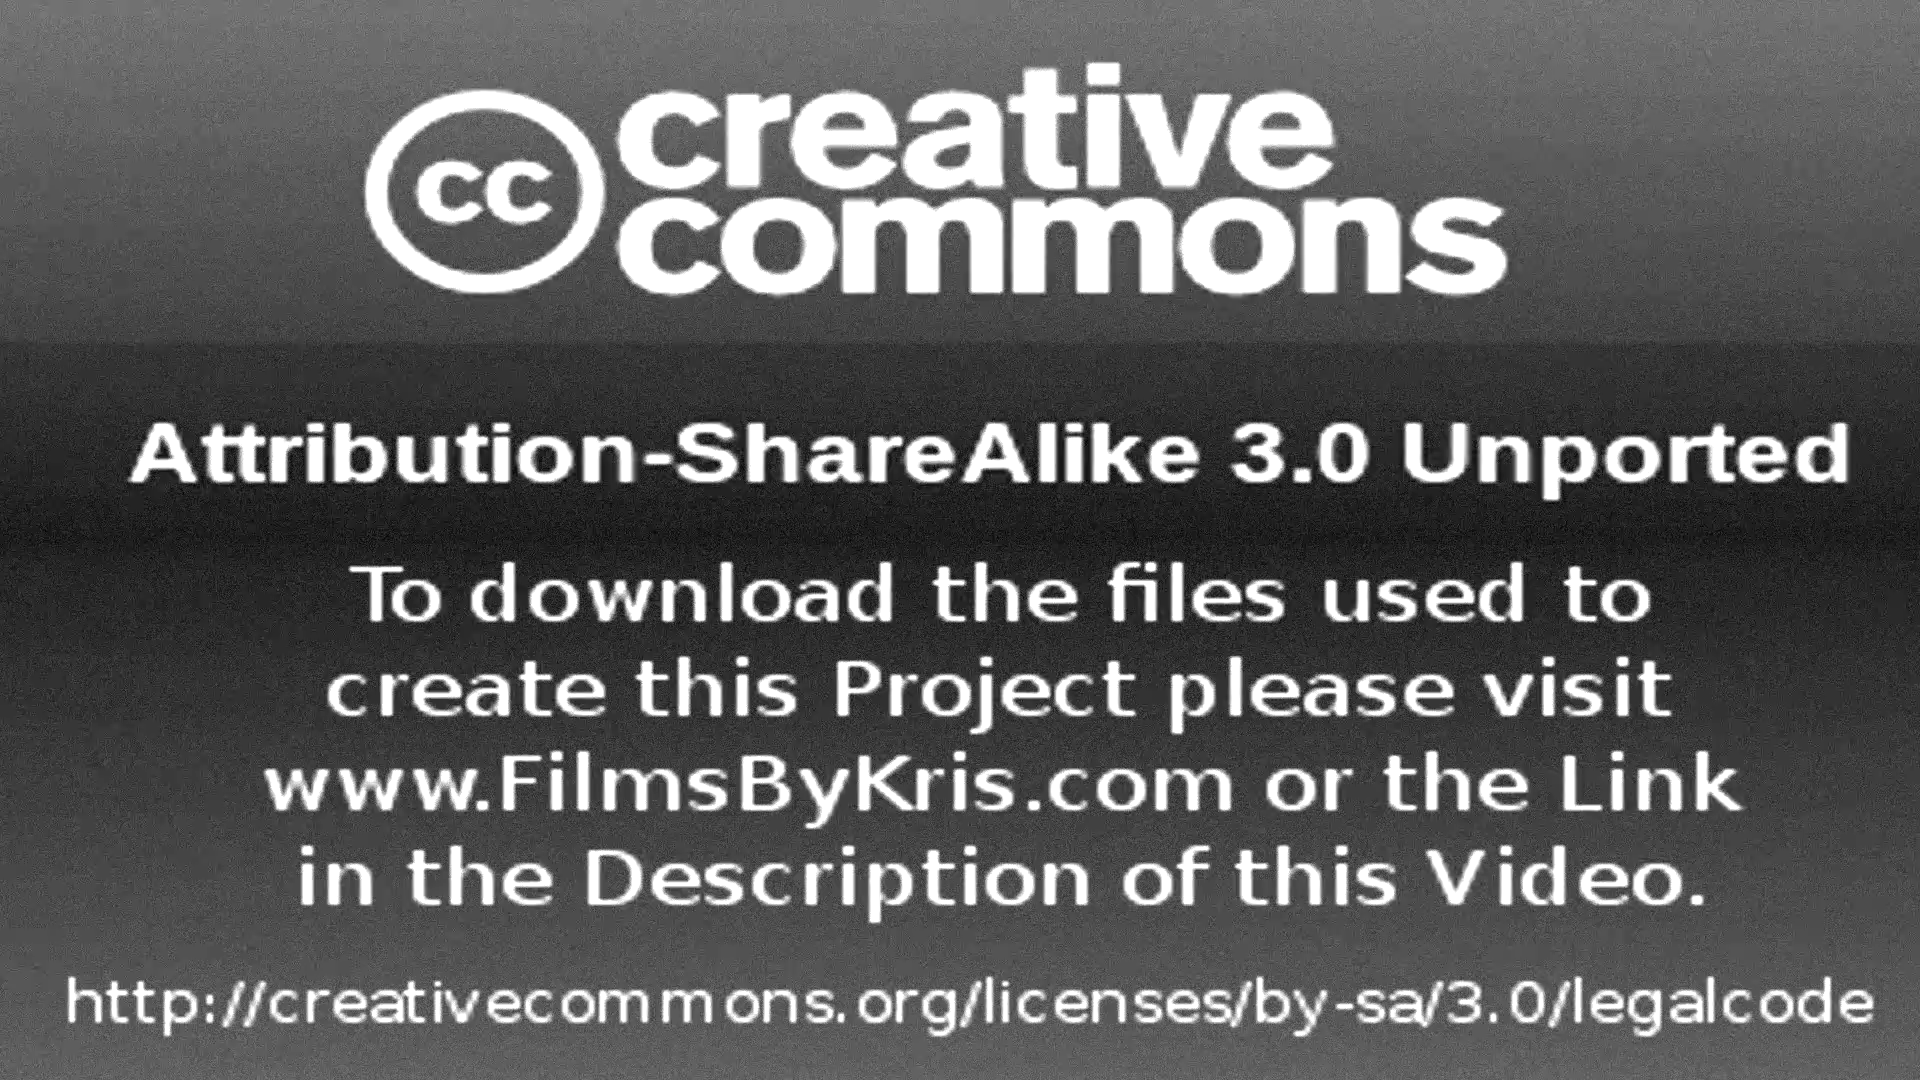 cc creative
commons
Attribution-ShareAlike 3.0 Unported
To download the files used to
create this Project please visit
www.FilmsByKris.com or the Link
in the Description of this Video.
http://creativecommons.org/licenses/by-sa/3.0/legalcode